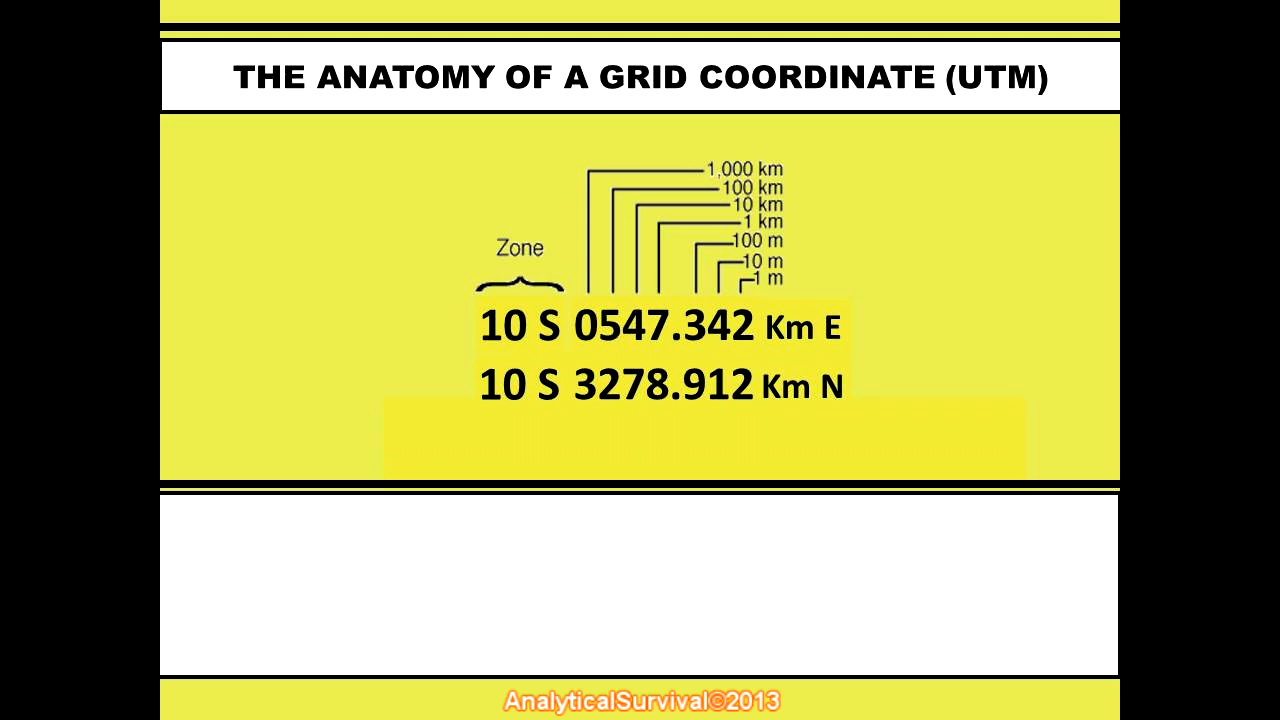 THE ANATOMY OF A GRID COORDINATE (UTM)
1,000 km
100 km
10 km
1 km
100 m
Zone
10 m
1 m
10 S 0547.342 Km E
10 S 3278.912 Km N
AnalyticalSurvival©2013